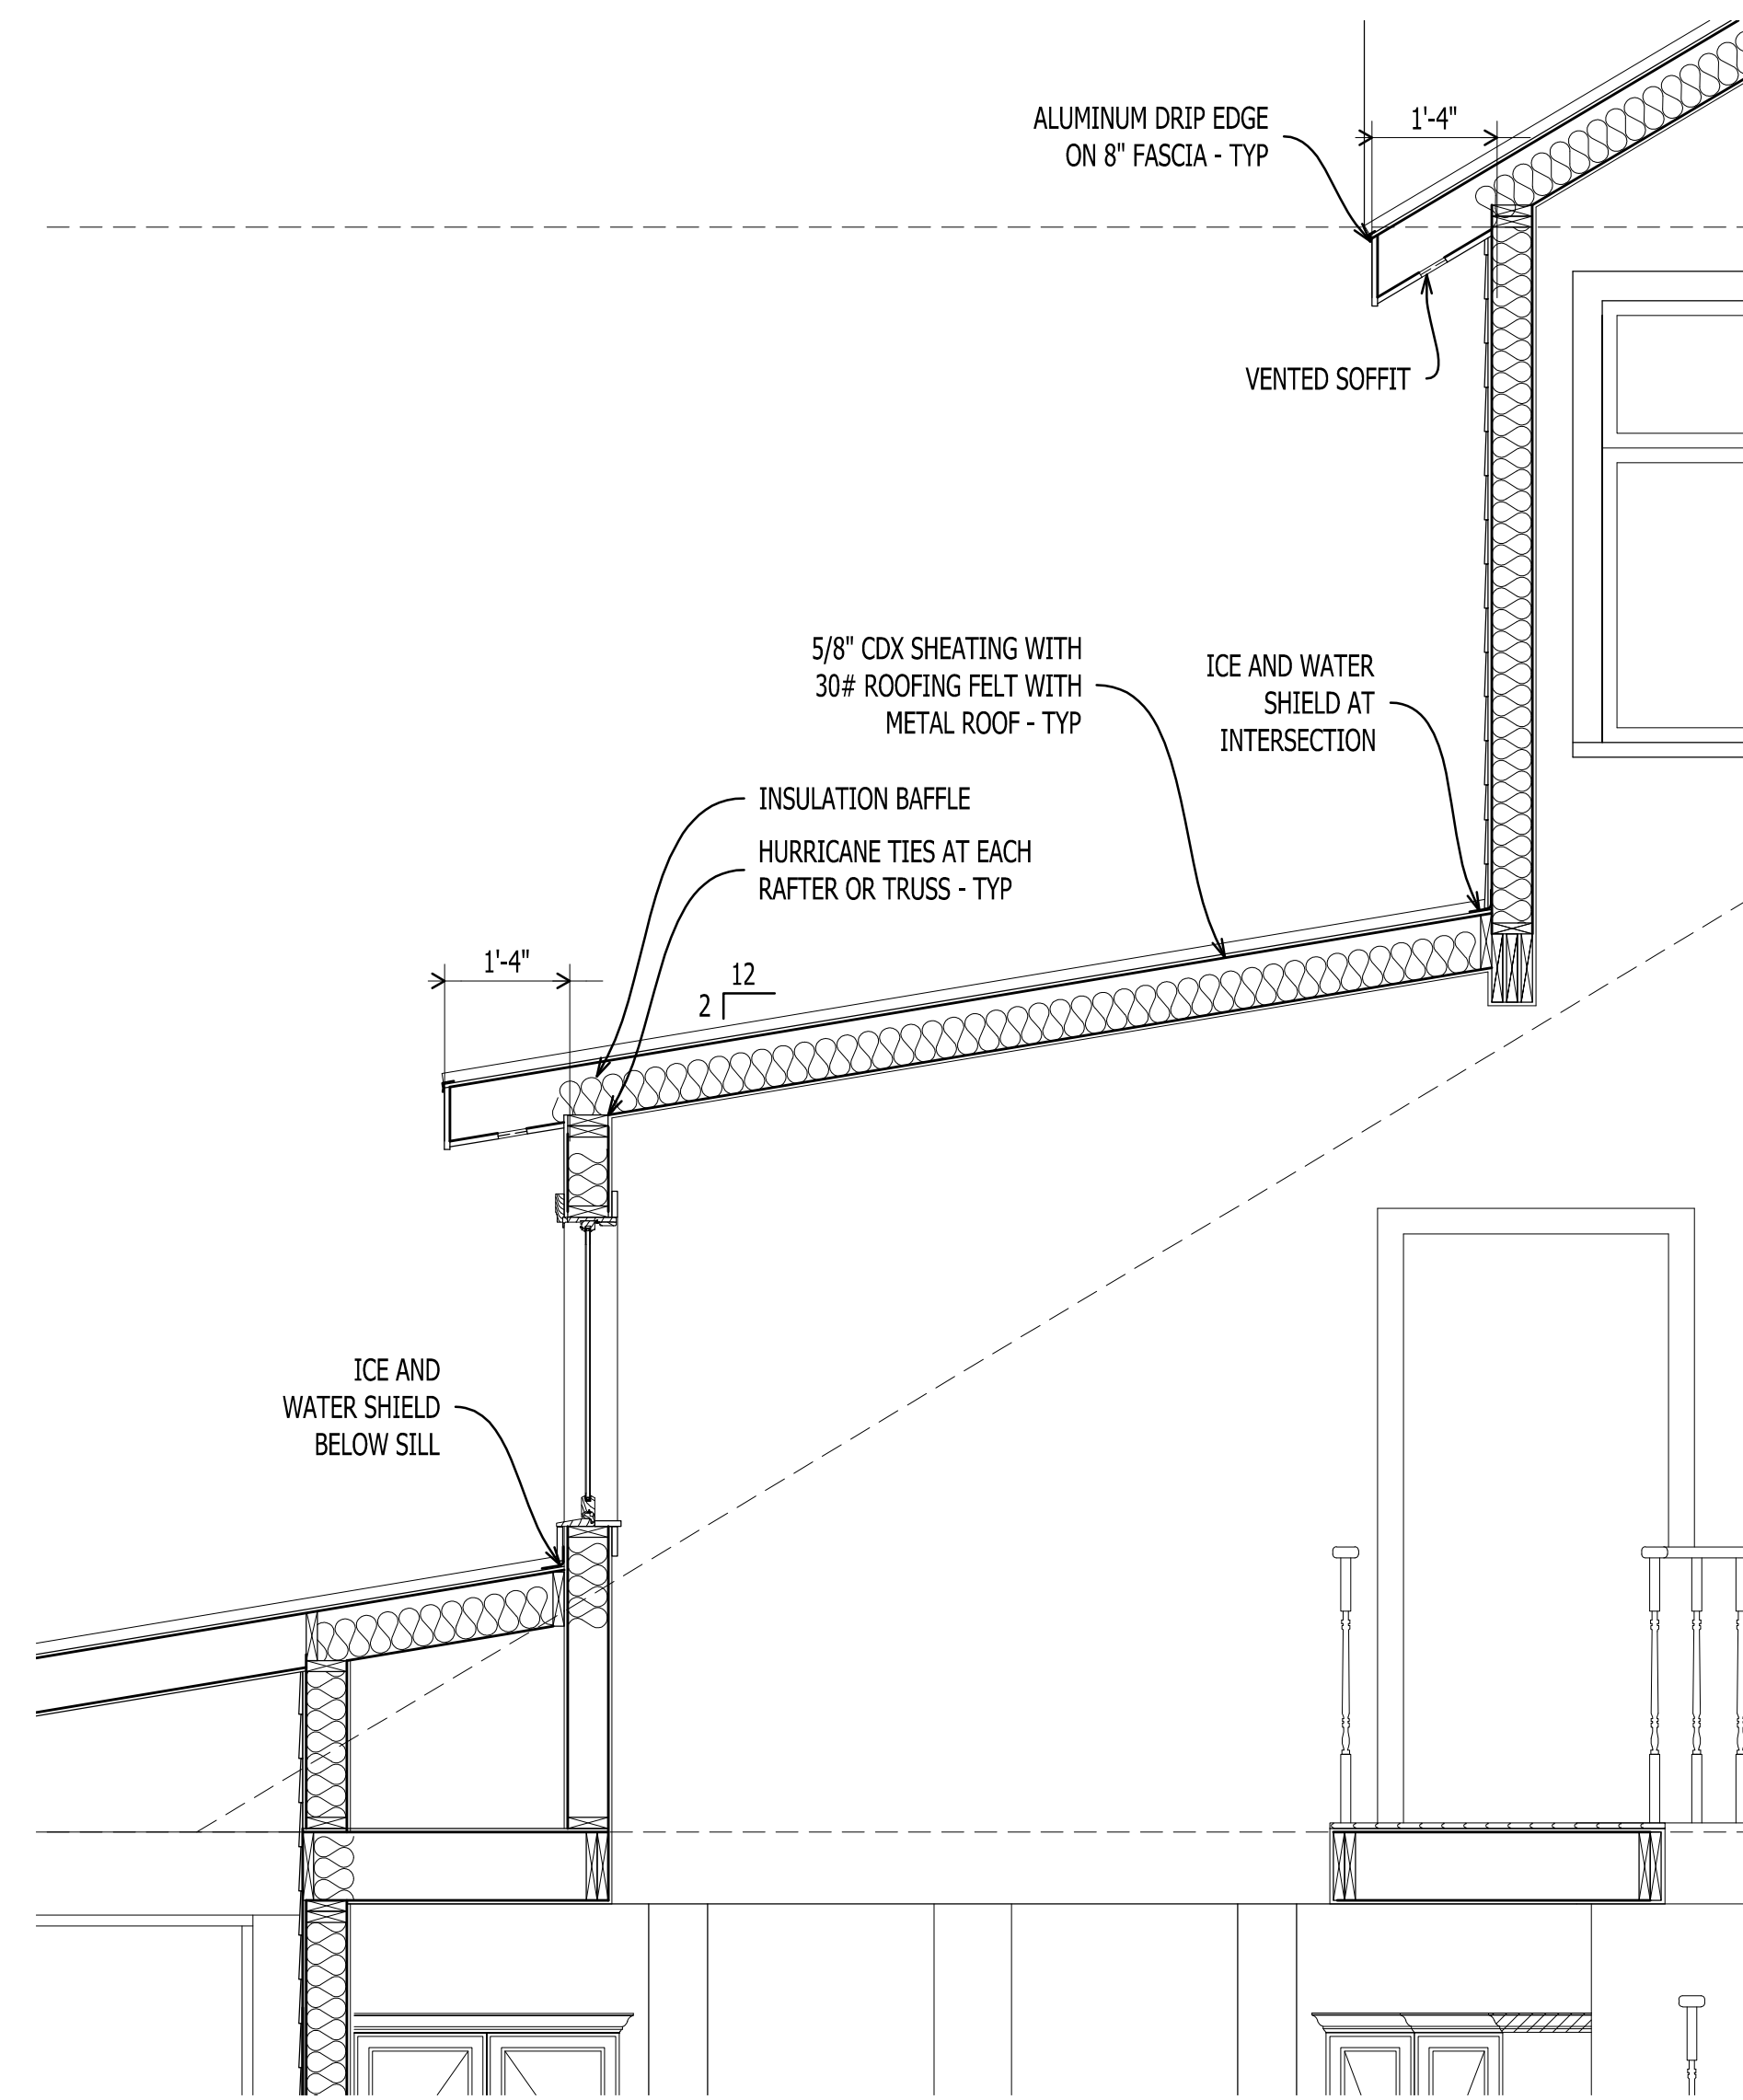 ALUMINUM DRIP EDGE
ON 8" FASCIA - TYP
1'-4"
VENTED SOFFIT
5/8" CDX SHEATING WITH
30# ROOFING FELT WITH
METAL ROOF - TYP
ICE AND WATER
SHIELD AT
INTERSECTION
INSULATION BAFFLE
HURRICANE TIES AT EACH
RAFTER OR TRUSS - TYP
1'-4"
12
2
ICE AND
WATER SHIELD
BELOW SILL